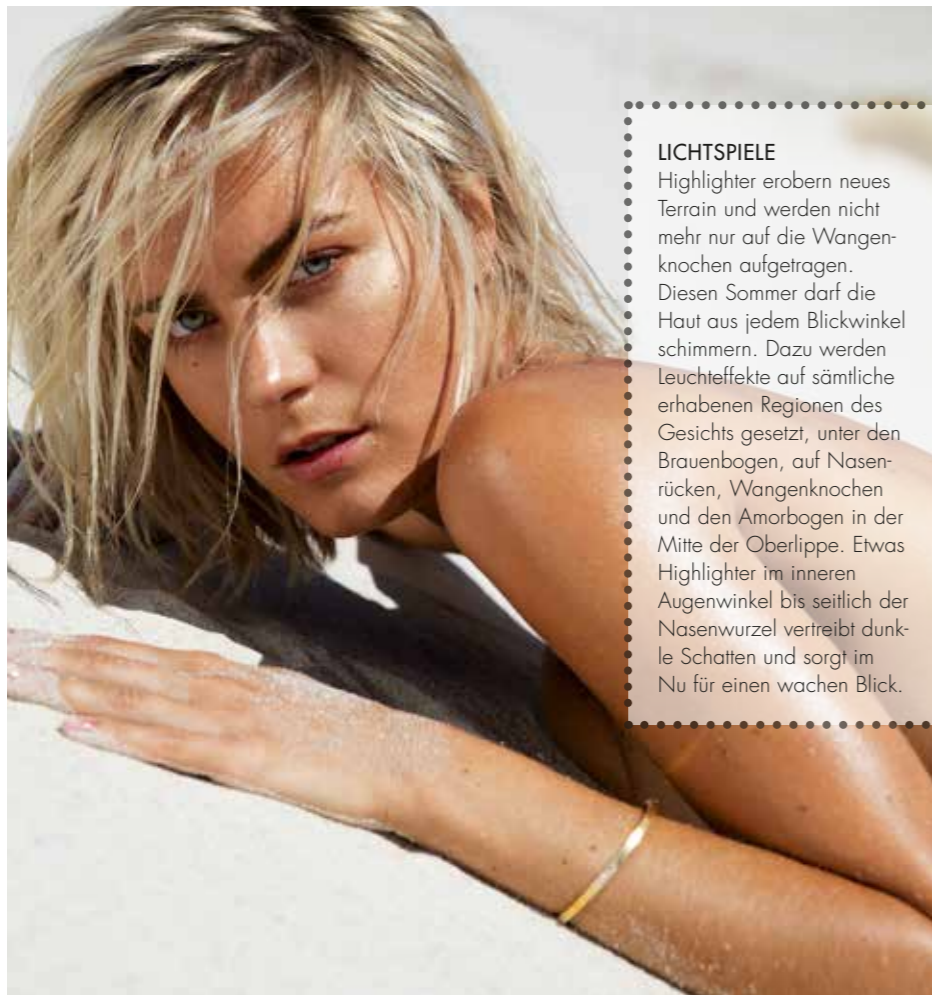 LICHTSPIELE
Highlighter erobern neues
Terrain und werden nicht
mehr nur auf die Wangen-
knochen aufgetragen.
Diesen Sommer darf die
Haut aus jedem Blickwinkel
schimmern. Dazu werden
Leuchteffekte auf sämtliche
erhabenen Regionen des
Gesichts gesetzt, unter den
Brauenbogen, auf Nasen-
rücken, Wangenknochen
und den Amorbogen in der
Mitte der Oberlippe. Etwas
Highlighter im inneren
Augenwinkel bis seitlich der
Nasenwurzel vertreibt dunk-
le Schatten und sorgt im
Nu für einen wachen Blick.